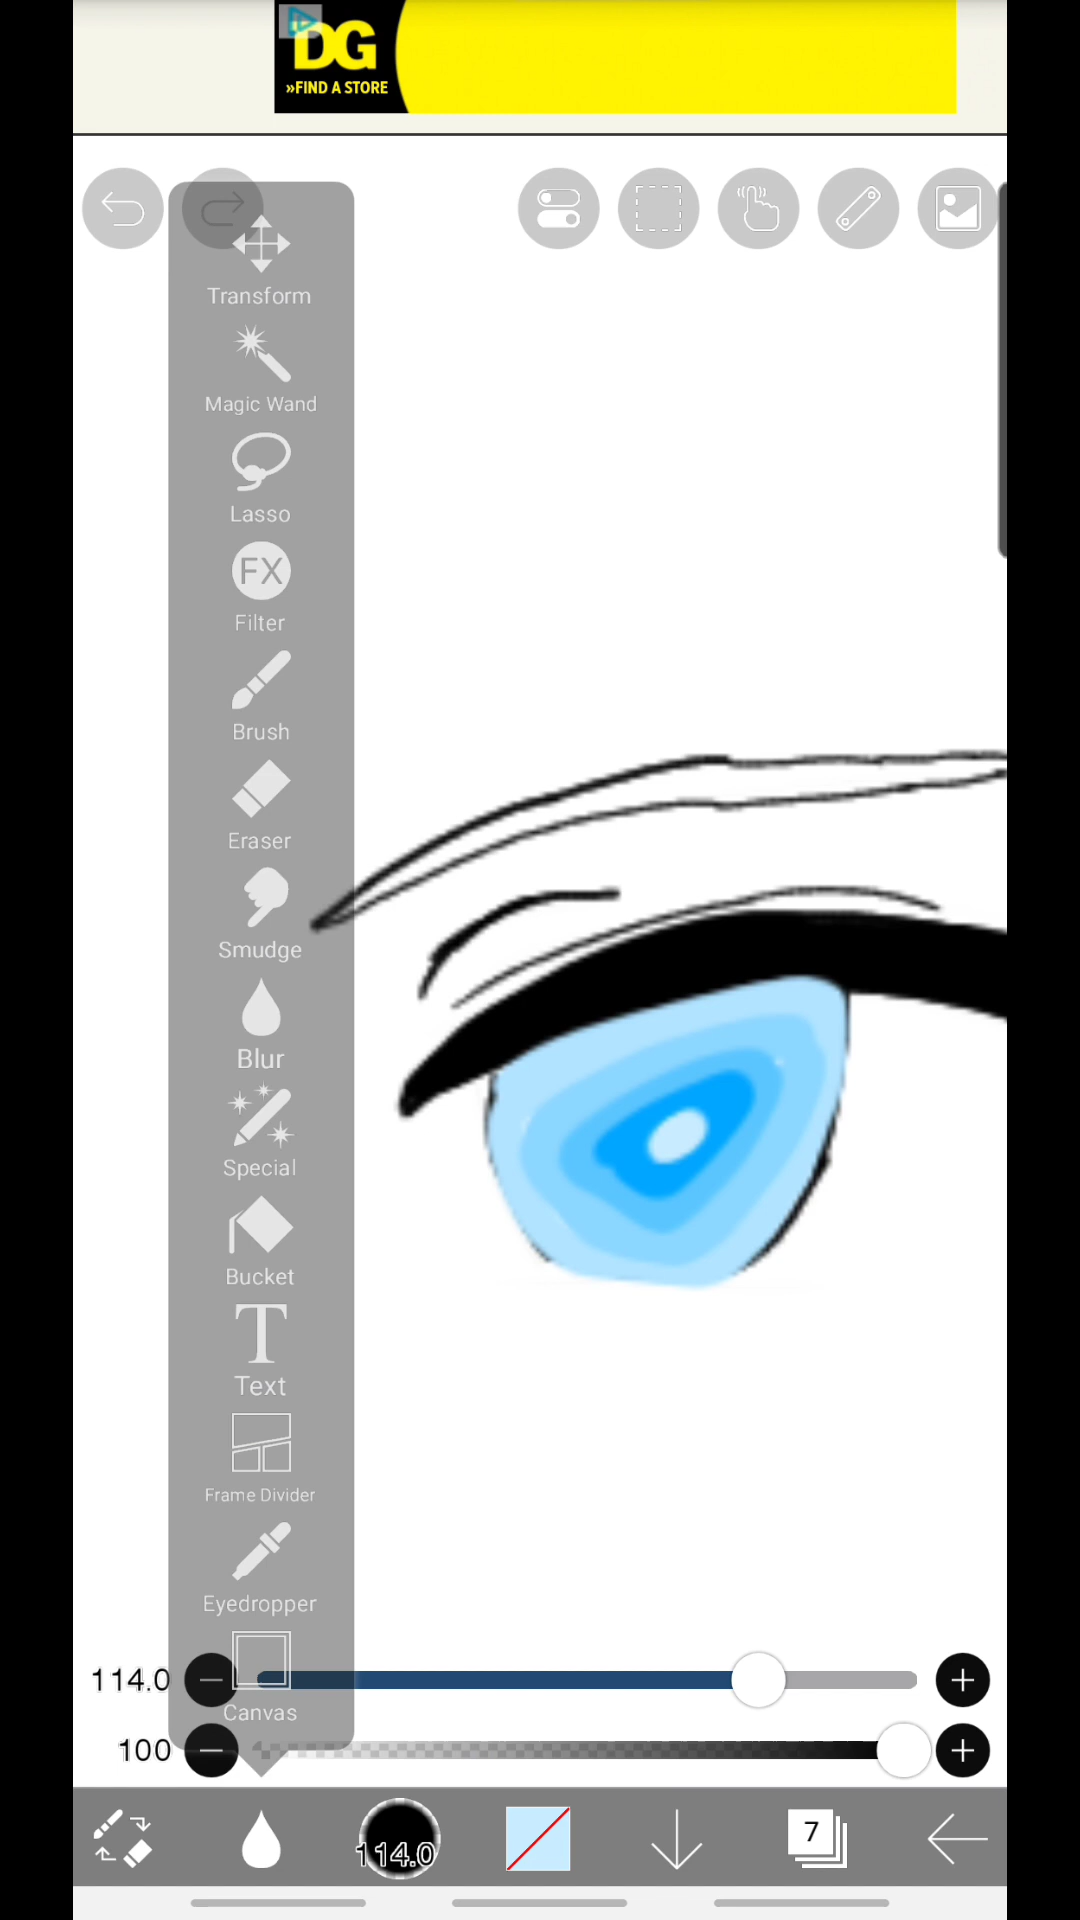 DG
»FIND A STORE
Transform
Magic Wand
Lasso
FX
Filter
Brush
Eraser
Smudge
Blur
Special
Bucket
T
Text
Frame Divider
Eyedropper
Canvas
114.0
100
114.0
7